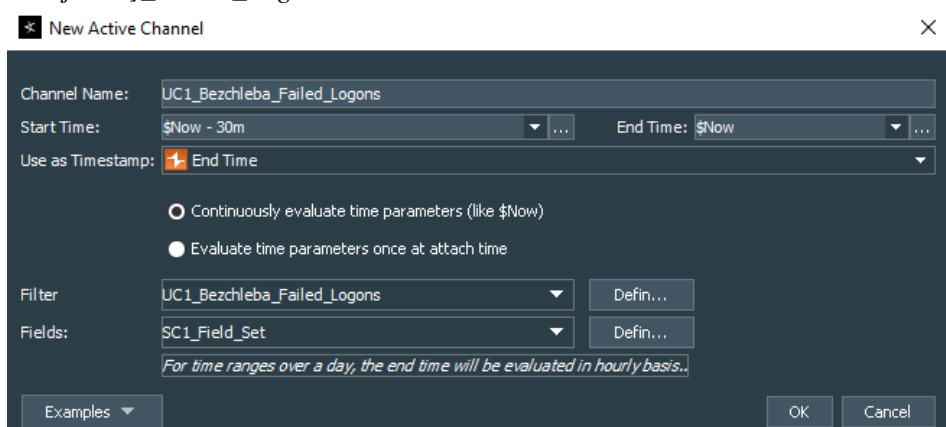 New Active Channel
Channel Name: UC1_Bezchleba_Failed_Logons
Start Time: $Now - 30m ... End Time: $Now ...
Use as Timestamp: End Time
Continuously evaluate time parameters (like $Now)
Evaluate time parameters once at attach time
Filter UC1_Bezchleba_Failed_Logons Defin...
Fields: SC1_Field_Set Defin...
For time ranges over a day, the end time will be evaluated in hourly basis..
Examples OK Cancel